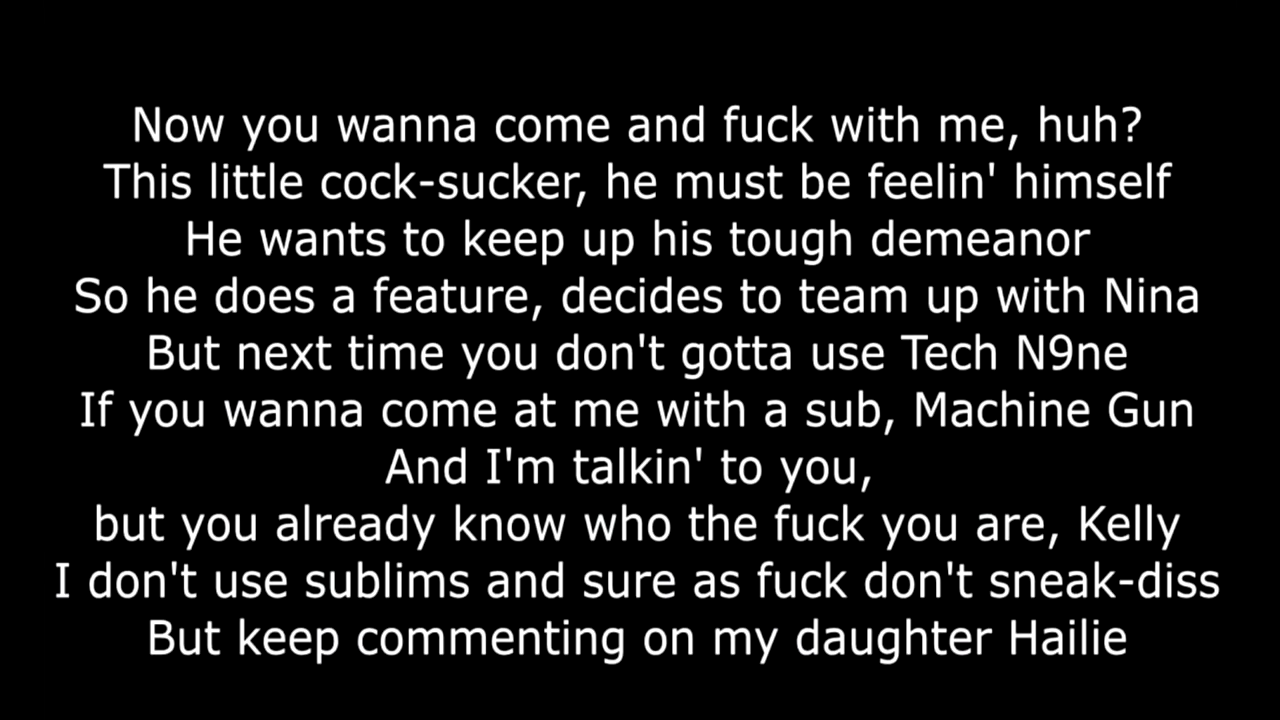 Now you wanna come and fuck with me, huh?
This little cock-sucker, he must be feelin' himself
He wants to keep up his tough demeanor
So he does a feature, decides to team up with Nina
But next time you don't gotta use Tech N9ne
If you wanna come at me with a sub, Machine Gun
And I'm talkin' to you,
but you already know who the fuck you are, Kelly
I don't use sublims and sure as fuck don't sneak-diss
But keep commenting on my daughter Hailie